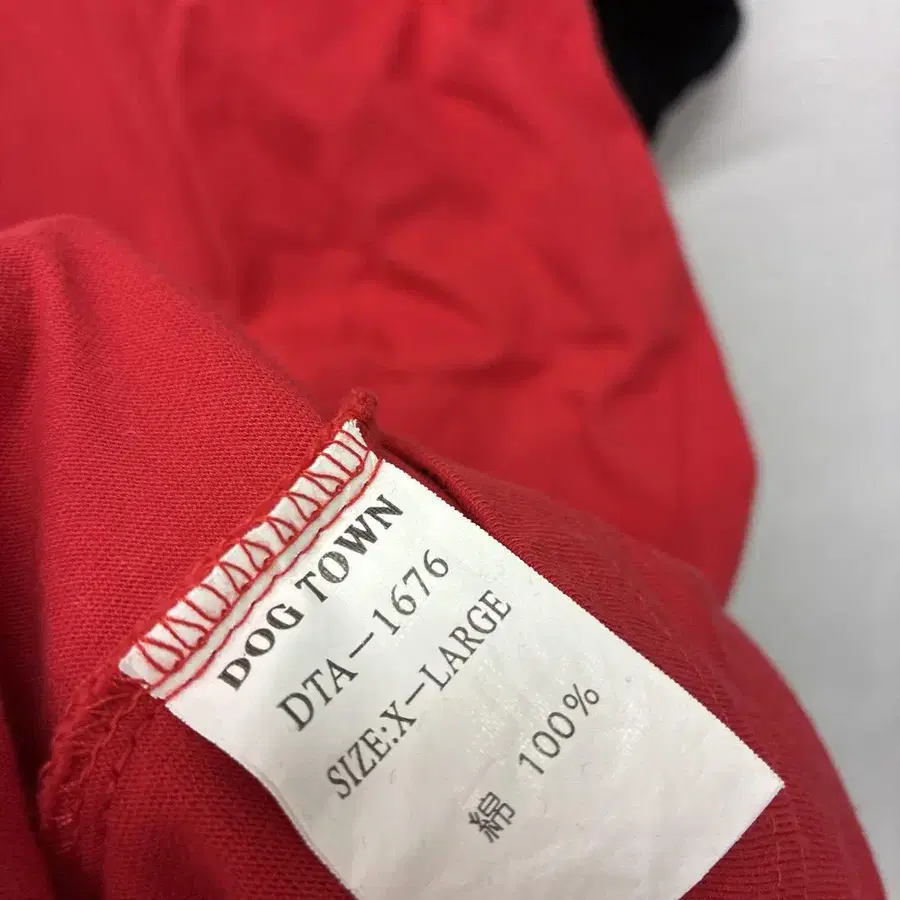 DOG TOWN
DTA－1676
SIZE:X－LARGE
綿 100%